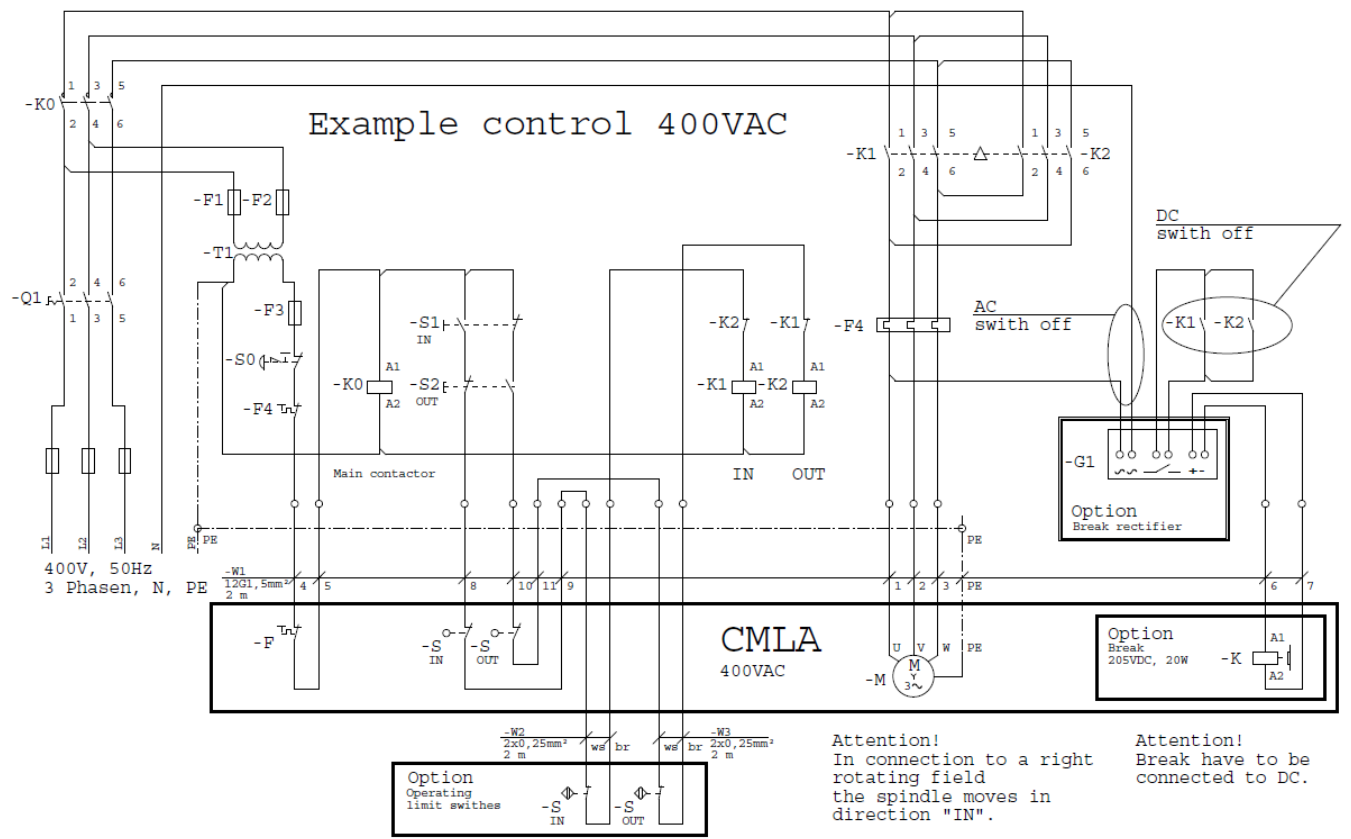 Example control 400VAC
1 3 5
-K0
2 4 6
1 3 5 1 3 5
-K1 -K2
2 4 6 2 4 6
-F1 -F2
-T1
DC
swith off
2 4 6
-Q1
1 3 5
-F3
-S1
IN
-K2 -K1
-F4
AC
swith off
-K1 -K2
-S0
-K0
A1
A2
-S2
OUT
A1 A1
-K1 -K2
A2 A2
-F4
Main contactor
IN OUT
-G1
+-
Option
Break rectifier
L1 L2 L3 N PE PE PE
400V, 50Hz
3 Phasen, N, PE
-W1
12G1,5mm²
2 m
4 5 8 10 11 9 1 2 3 PE 6 7
-F
-S
IN
-S
OUT
CMLA
400VAC
U V W PE
-M
M
Y
3~
Option
Break
205VDC, 20W
-K
A1
A2
-W2
2x0,25mm²
2 m
ws br
ws br
-W3
2x0,25mm²
2 m
Option
Operating
limit swithes
-S
IN
-S
OUT
Attention!
In connection to a right
rotating field
the spindle moves in
direction "IN".
Attention!
Break have to be
connected to DC.